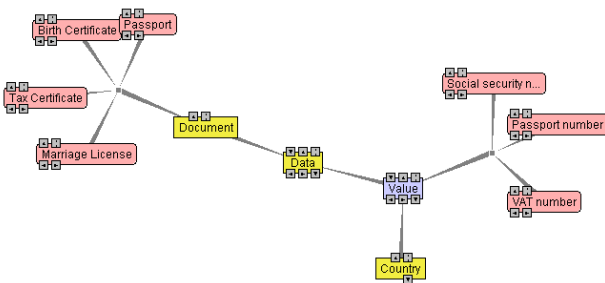 Birth Certificate
Passport
Tax Certificate
Marriage License
Document
Data
Value
Country
Social security n...
Passport number
VAT number